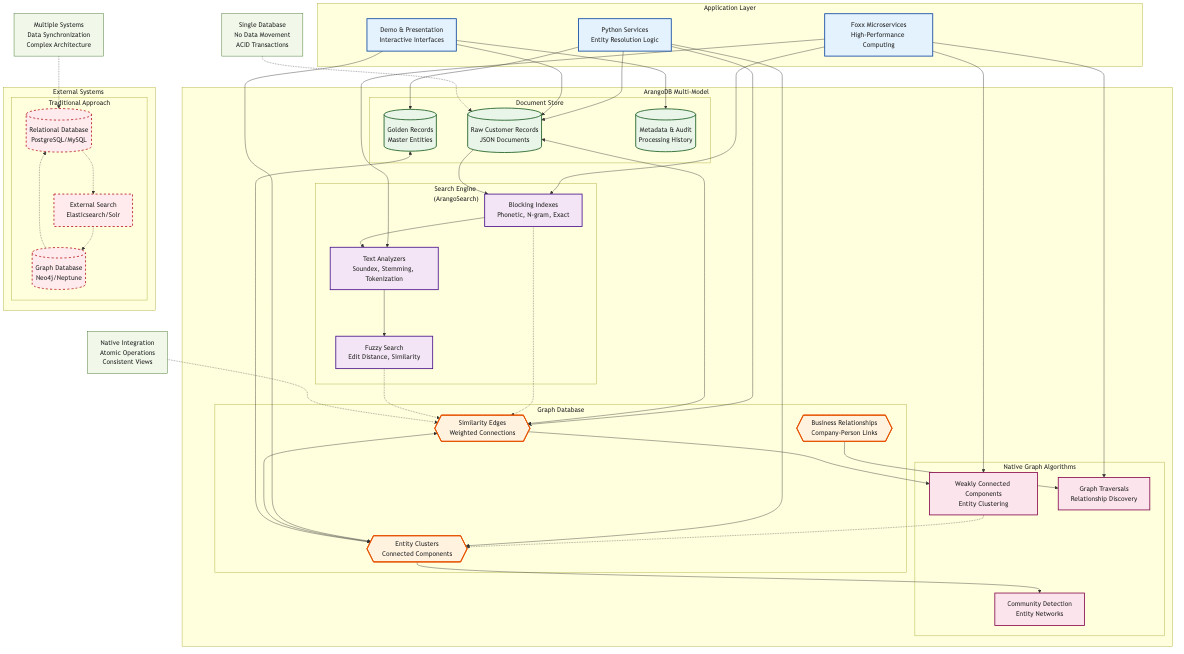 Application Layer
Multiple Systems
Data Synchronization
Complex Architecture
Single Database
No Data Movement
ACID Transactions
Demo & Presentation
Interactive Interfaces
Python Services
Entity Resolution Logic
Foxx Microservices
High-Performance
Computing
External Systems
Traditional Approach
Relational Database
PostgreSQL/MySQL
External Search
Elasticsearch/Solr
Graph Database
Neo4j/Neptune
ArangoDB Multi-Model
Document Store
Golden Records
Master Entities
Raw Customer Records
JSON Documents
Metadata & Audit
Processing History
Search Engine
(ArangoSearch)
Blocking Indexes
Phonetic, N-gram, Exact
Text Analyzers
Soundex, Stemming,
Tokenization
Fuzzy Search
Edit Distance, Similarity
Native Integration
Atomic Operations
Consistent Views
Graph Database
Similarity Edges
Weighted Connections
Business Relationships
Company-Person Links
Entity Clusters
Connected Components
Native Graph Algorithms
Weakly Connected
Components
Entity Clustering
Graph Traversals
Relationship Discovery
Community Detection
Entity Networks